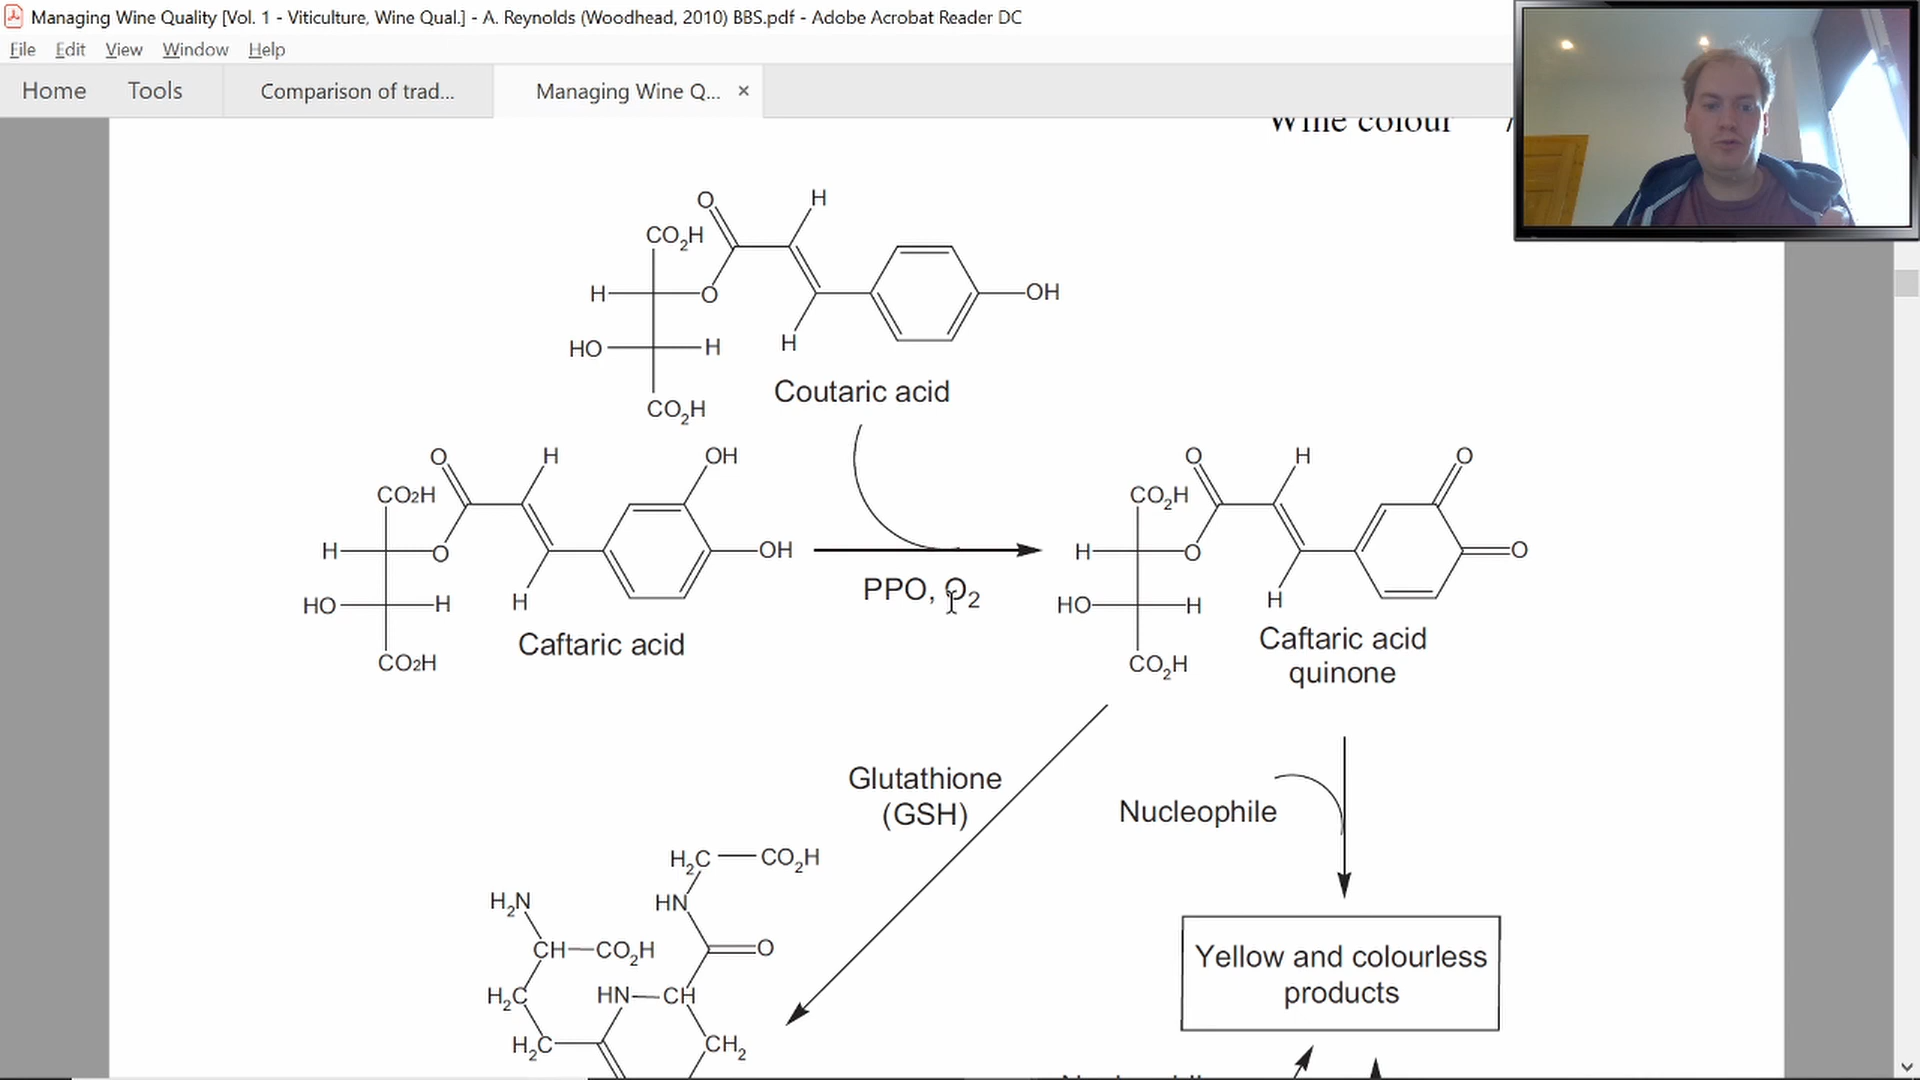 Managing Wine Quality [Vol. 1 - Viticulture, Wine Qual.] - A. Reynolds (Woodhead, 2010) BBS.pdf - Adobe Acrobat Reader DC
File Edit View Window Help
Home Tools Comparison of trad... Managing Wine Q... ×
Wine colour
O H
CO2H
H O OH
HO H H
CO2H
Coutaric acid
O H OH
CO2H
H O OH
HO H H
CO2H
Caftaric acid
PPO, O2
O H O
CO2H
H O O
HO H H
CO2H
Caftaric acid
quinone
Glutathione
(GSH)
Nucleophile
H2C CO2H
H2N HN
CH CO2H O
H2C HN CH
H2C CH2
Yellow and colourless
products